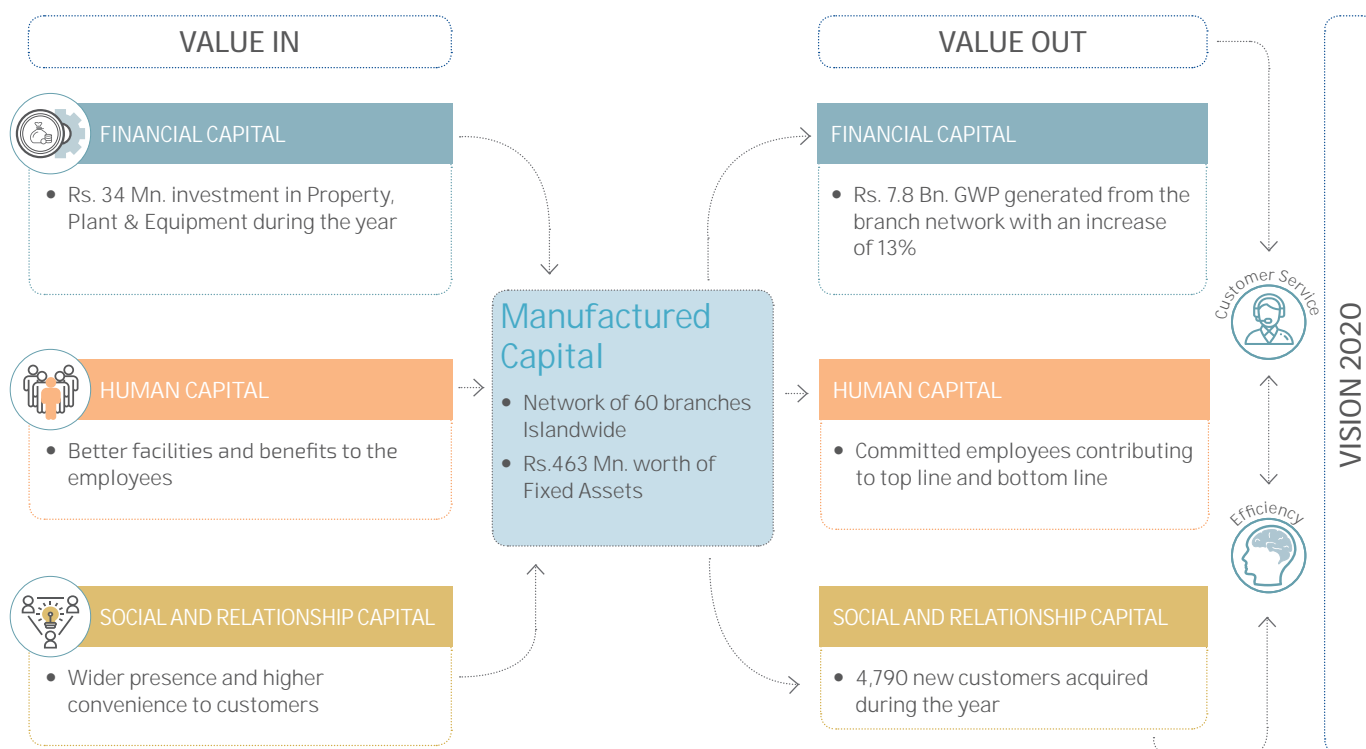 VALUE IN
FINANCIAL CAPITAL
• Rs. 34 Mn. investment in Property,
Plant & Equipment during the year
HUMAN CAPITAL
• Better facilities and benefits to the
employees
SOCIAL AND RELATIONSHIP CAPITAL
• Wider presence and higher
convenience to customers
Manufactured
Capital
• Network of 60 branches
Islandwide
• Rs.463 Mn. worth of
Fixed Assets
VALUE OUT
FINANCIAL CAPITAL
• Rs. 7.8 Bn. GWP generated from the
branch network with an increase
of 13%
HUMAN CAPITAL
• Committed employees contributing
to top line and bottom line
SOCIAL AND RELATIONSHIP CAPITAL
• 4,790 new customers acquired
during the year
Customer Service
Efficiency
VISION 2020